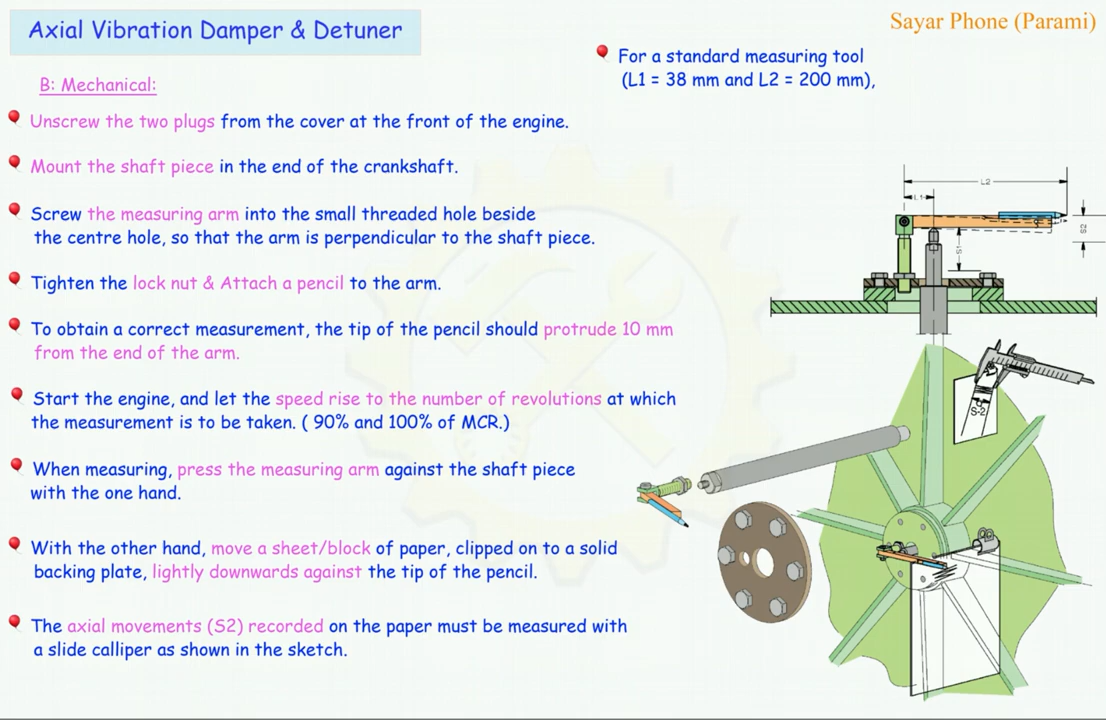 Axial Vibration Damper & Detuner
Sayar Phone (Parami)
B: Mechanical:
Unscrew the two plugs from the cover at the front of the engine.
Mount the shaft piece in the end of the crankshaft.
Screw the measuring arm into the small threaded hole beside
the centre hole, so that the arm is perpendicular to the shaft piece.
Tighten the lock nut & Attach a pencil to the arm.
To obtain a correct measurement, the tip of the pencil should protrude 10 mm
from the end of the arm.
Start the engine, and let the speed rise to the number of revolutions at which
the measurement is to be taken. ( 90% and 100% of MCR.)
When measuring, press the measuring arm against the shaft piece
with the one hand.
With the other hand, move a sheet/block of paper, clipped on to a solid
backing plate, lightly downwards against the tip of the pencil.
The axial movements (S2) recorded on the paper must be measured with
a slide calliper as shown in the sketch.
For a standard measuring tool
(L1 = 38 mm and L2 = 200 mm),
L2
L1
S1
S2
S-2